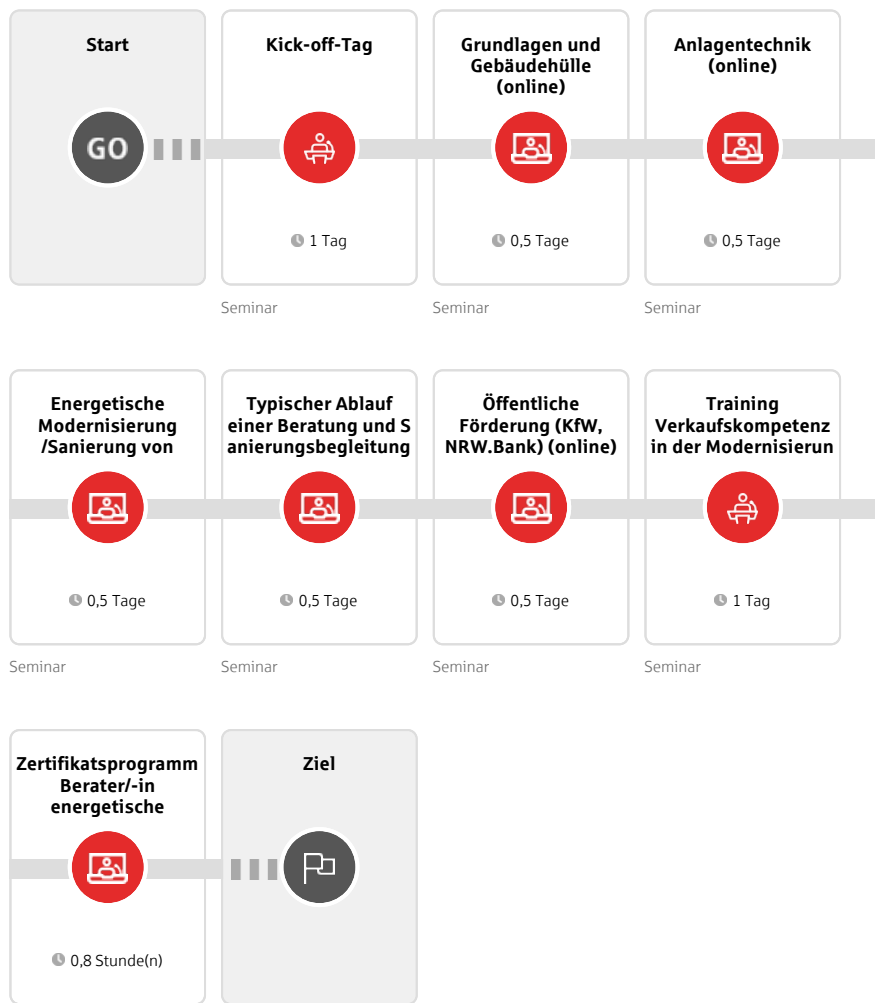 Start
GO
Kick-off-Tag
1 Tag
Seminar
Grundlagen und
Gebäudehülle
(online)
0,5 Tage
Seminar
Anlagentechnik
(online)
0,5 Tage
Seminar
Energetische
Modernisierung
/Sanierung von
0,5 Tage
Seminar
Typischer Ablauf
einer Beratung und S
anierungsbegleitung
0,5 Tage
Seminar
Öffentliche
Förderung (KfW,
NRW.Bank) (online)
0,5 Tage
Seminar
Training
Verkaufskompetenz
in der Modernisierun
1 Tag
Seminar
Zertifikatsprogramm
Berater/-in
energetische
0,8 Stunde(n)
Ziel